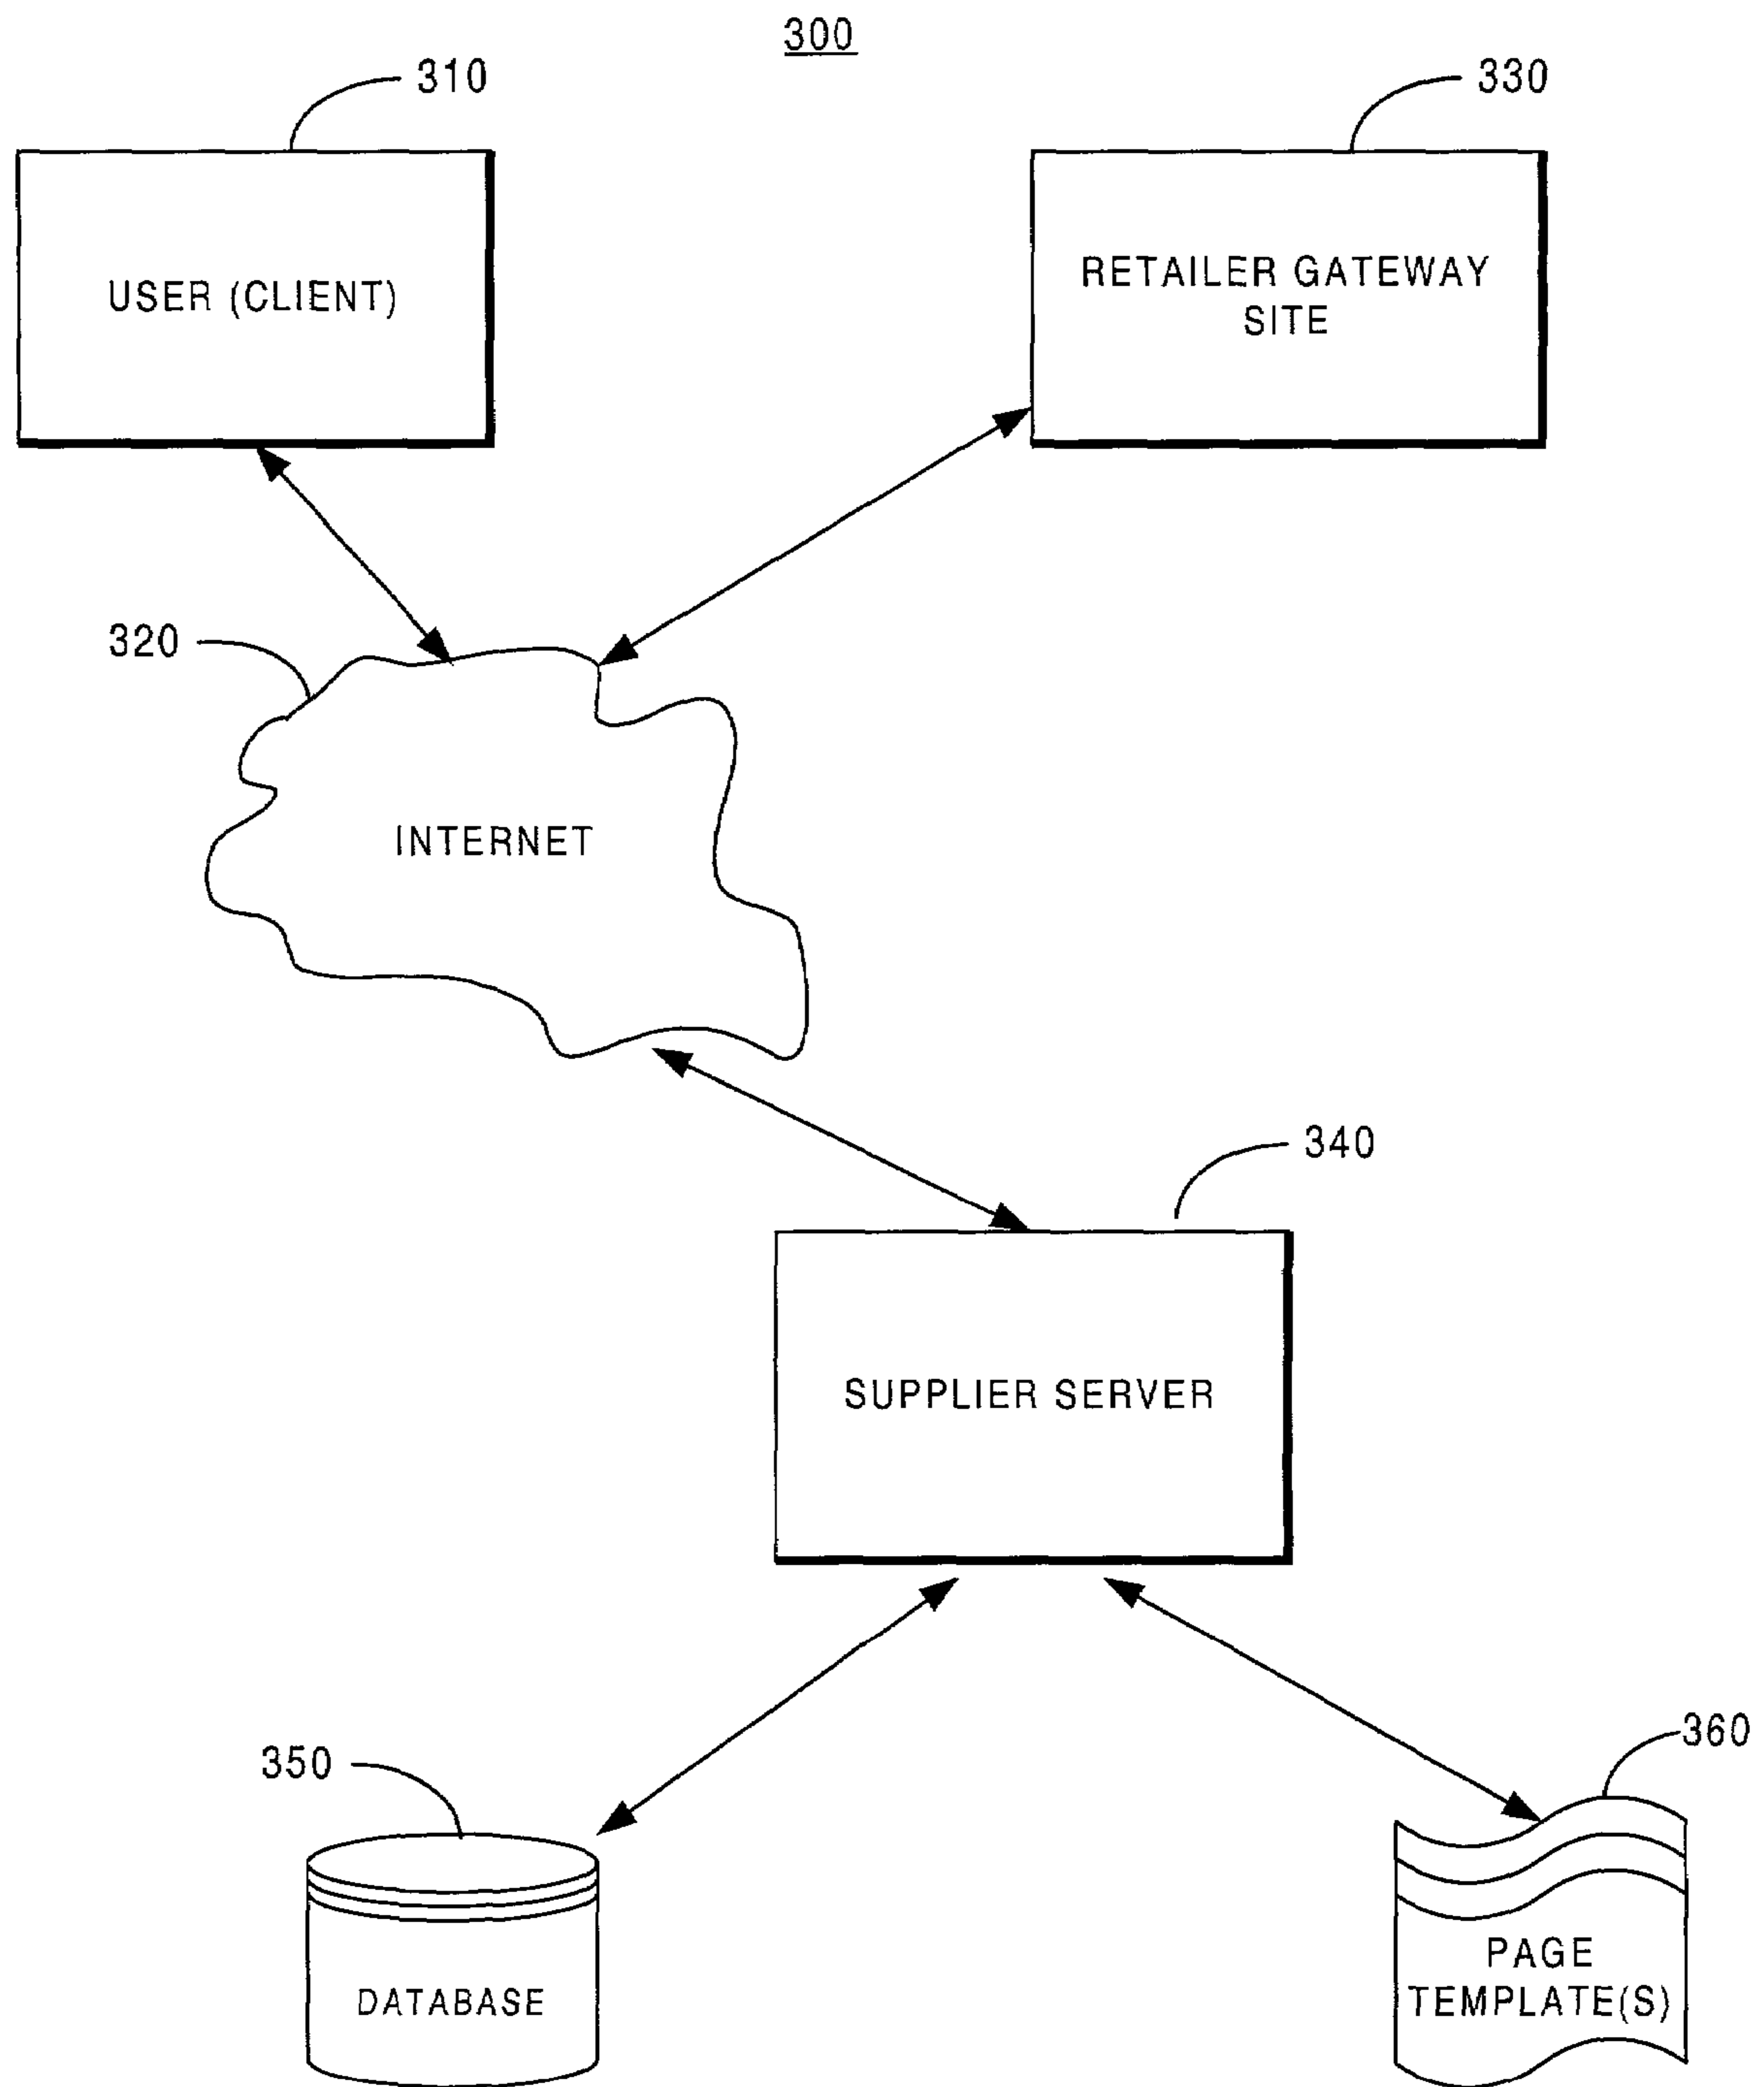 300
310
330
USER (CLIENT)
RETAILER GATEWAY
SITE
320
INTERNET
340
SUPPLIER SERVER
350
360
DATABASE
PAGE
TEMPLATE(S)